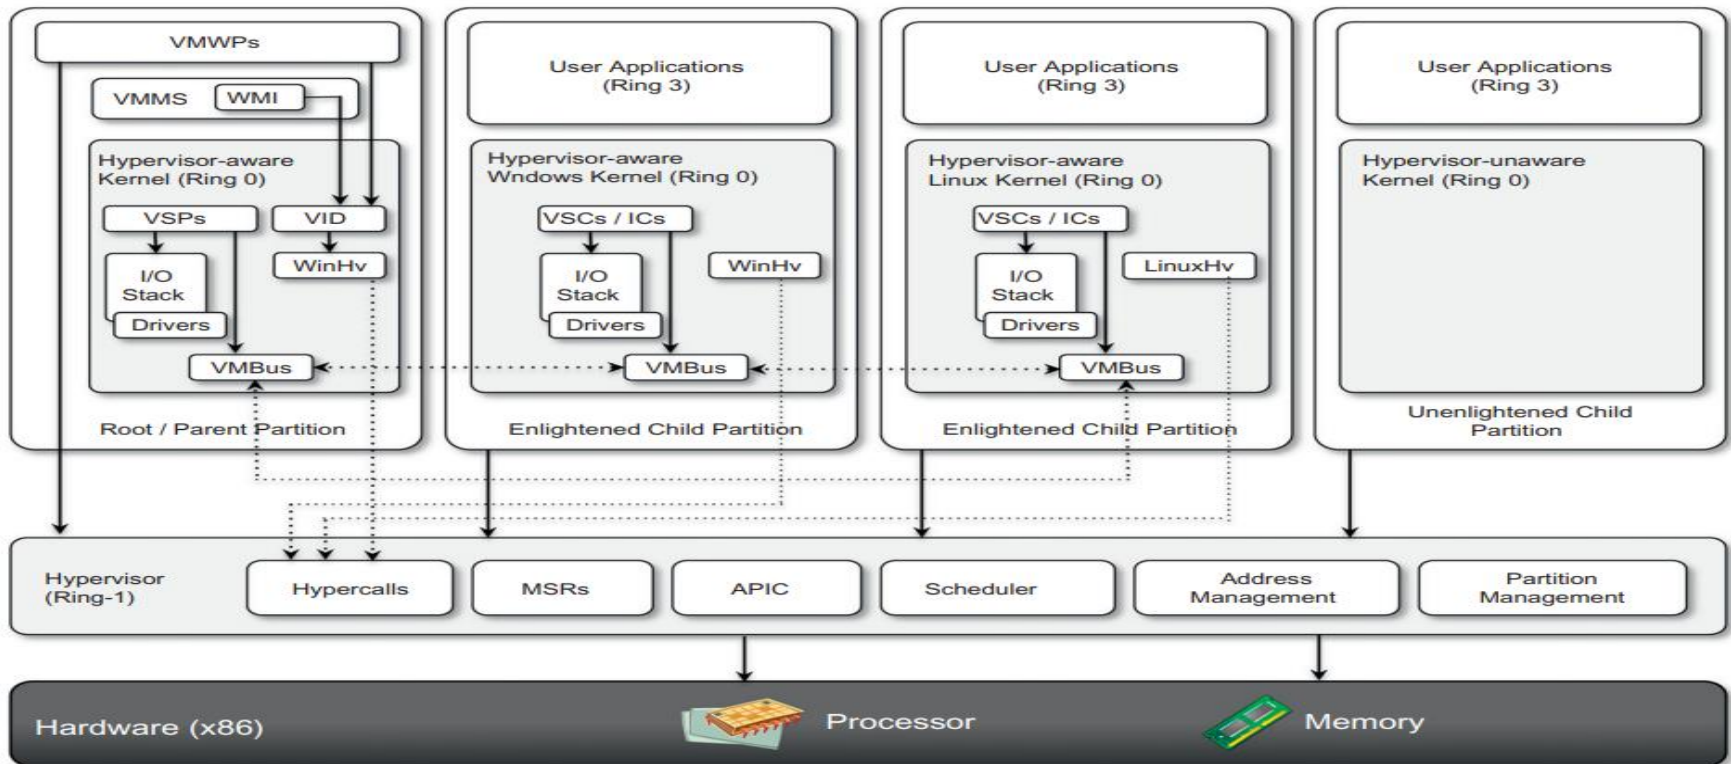 VMWPs
VMMS
WMI
Hypervisor-aware
Kernel (Ring 0)
VSPs
VID
I/O
Stack
WinHv
Drivers
VMBus
Root / Parent Partition
User Applications
(Ring 3)
Hypervisor-aware
Wndows Kernel (Ring 0)
VSCs / ICs
I/O
Stack
WinHv
Drivers
VMBus
Enlightened Child Partition
User Applications
(Ring 3)
Hypervisor-aware
Linux Kernel (Ring 0)
VSCs / ICs
I/O
Stack
LinuxHv
Drivers
VMBus
Enlightened Child Partition
User Applications
(Ring 3)
Hypervisor-unaware
Kernel (Ring 0)
Unenlightened Child
Partition
Hypervisor
(Ring-1)
Hypercalls
MSRs
APIC
Scheduler
Address
Management
Partition
Management
Hardware (x86)
Processor
Memory